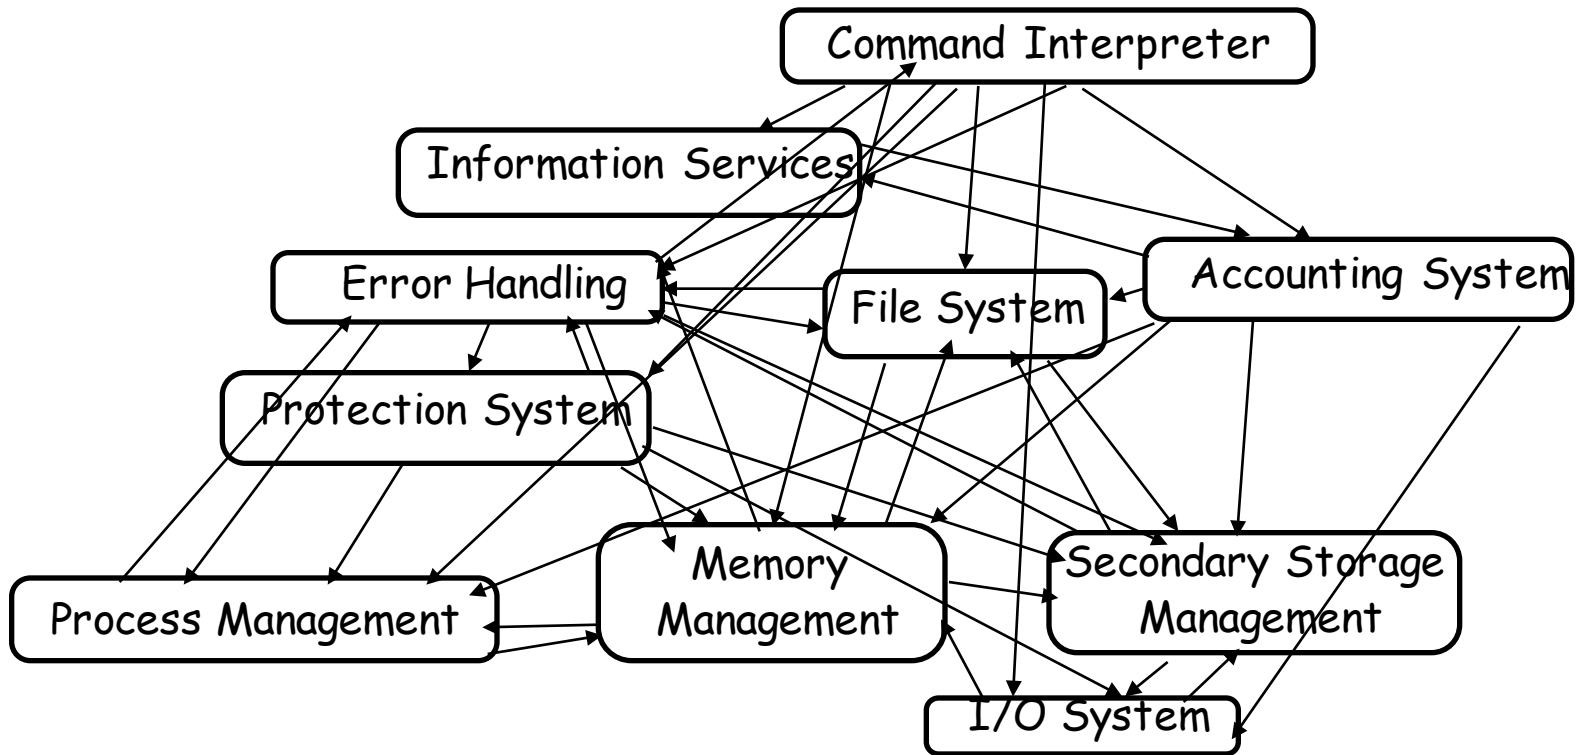 Command Interpreter
Information Services
Error Handling
File System
Accounting System
Protection System
Memory
Management
Secondary Storage
Management
Process Management
I/O System